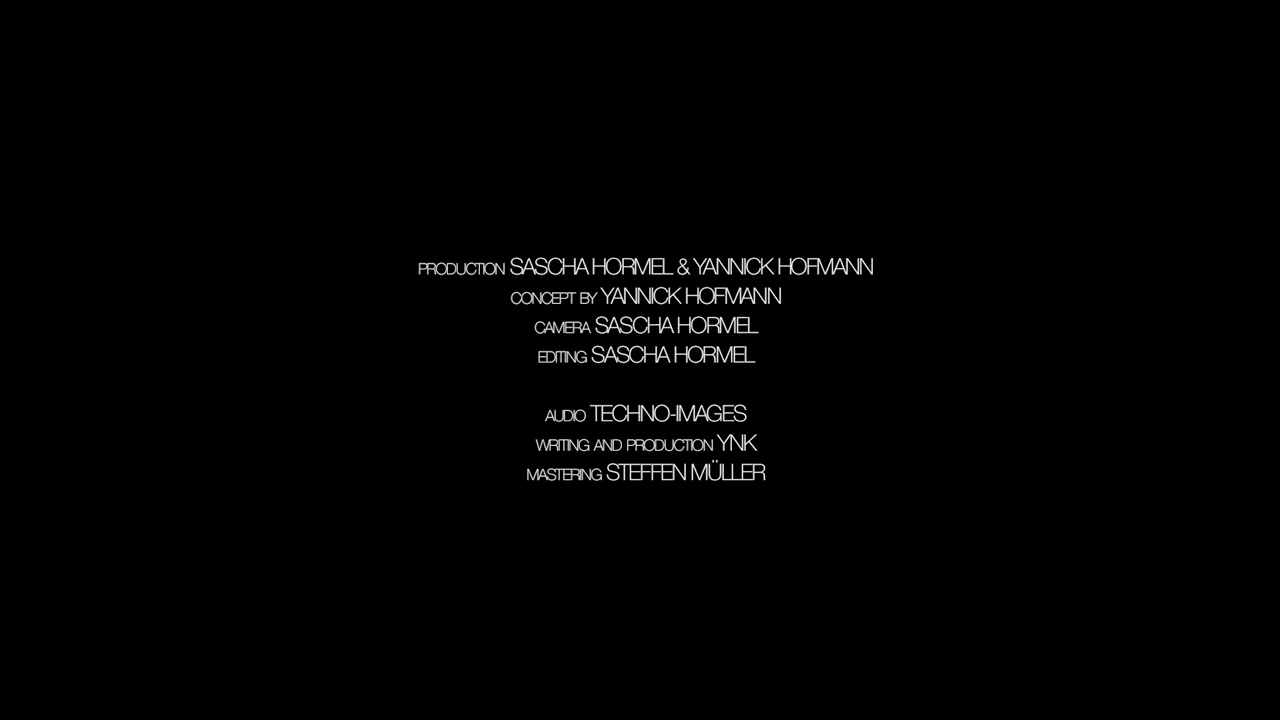 PRODUCTION SASCHA HORMEL & YANNICK HOFMANN
CONCEPT BY YANNICK HOFMANN
CAMERA SASCHA HORMEL
EDITING SASCHA HORMEL
AUDIO TECHNO-IMAGES
WRITING AND PRODUCTION YNK
MASTERING STEFFEN MÜLLER